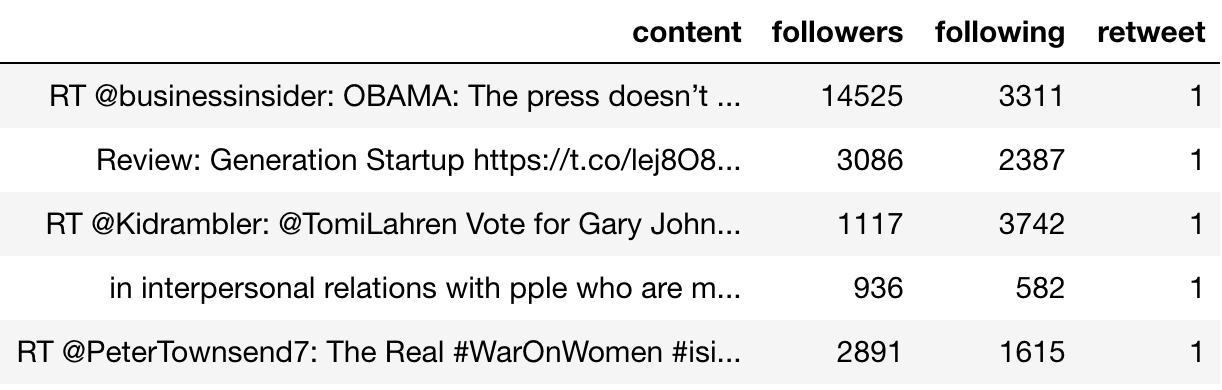 content followers following retweet
RT @businessinsider: OBAMA: The press doesn’t ... 14525 3311 1
Review: Generation Startup https://t.co/lej8O8... 3086 2387 1
RT @Kidrambler: @TomiLahren Vote for Gary John... 1117 3742 1
in interpersonal relations with pple who are m... 936 582 1
RT @PeterTownsend7: The Real #WarOnWomen #isi... 2891 1615 1